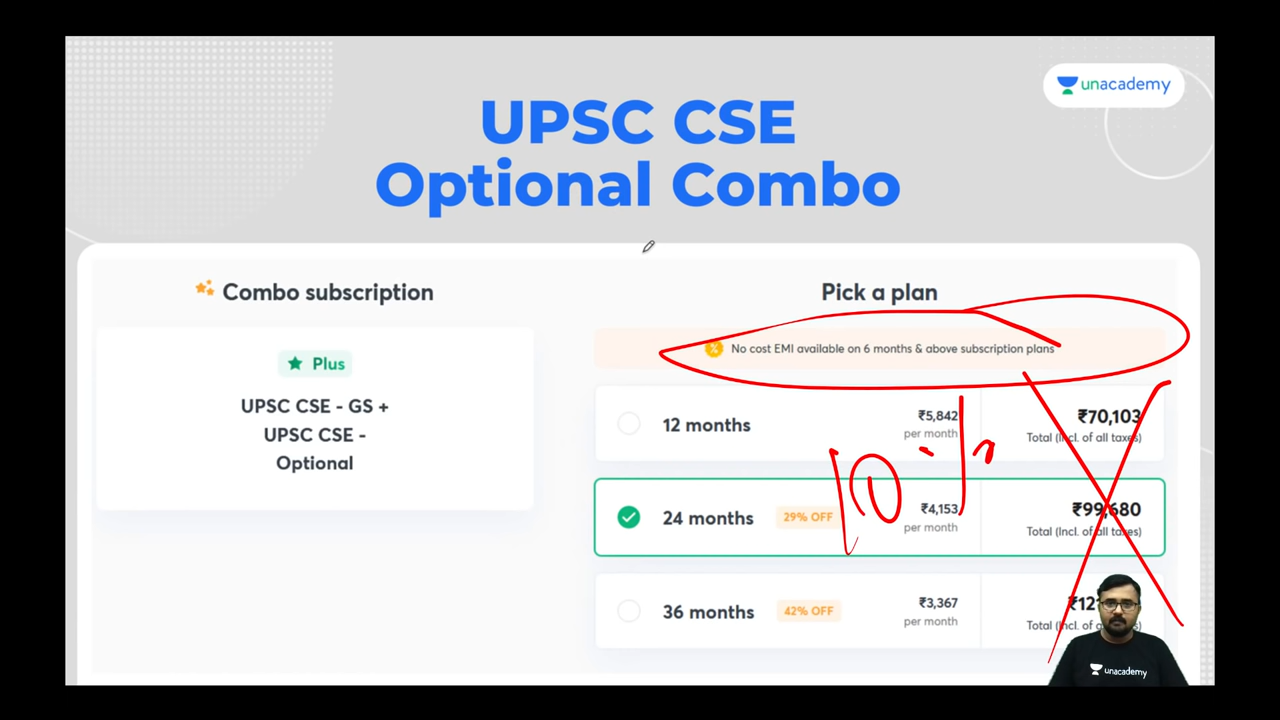 unacademy
UPSC CSE
Optional Combo
Combo subscription
Pick a plan
Plus
UPSC CSE - GS +
UPSC CSE -
Optional
No cost EMI available on 6 months & above subscription plans
12 months
₹5,842
per month
₹70,103
Total (Incl. of all taxes)
24 months
29% OFF
₹4,153
per month
₹99,680
Total (Incl. of all taxes)
36 months
42% OFF
₹3,367
per month
Total (Incl. of
10%
unacademy